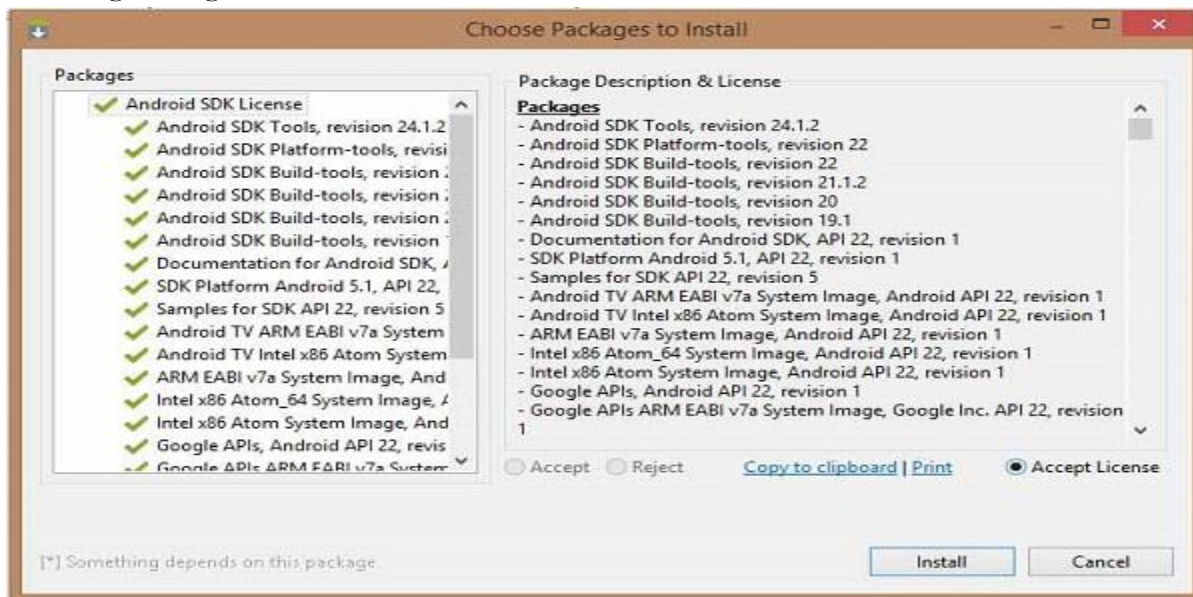 Choose Packages to Install
Packages
Android SDK License
Android SDK Tools, revision 24.1.2
Android SDK Platform-tools, revisi
Android SDK Build-tools, revision
Android SDK Build-tools, revision
Android SDK Build-tools, revision
Android SDK Build-tools, revision
Documentation for Android SDK,
SDK Platform Android 5.1, API 22,
Samples for SDK API 22, revision 5
Android TV ARM EABI v7a System
Android TV Intel x86 Atom System
ARM EABI v7a System Image, And
Intel x86 Atom_64 System Image,
Intel x86 Atom System Image, And
Google APIs, Android API 22, revis
Google APIs ARM EABI v7a System
Package Description & License
Packages
- Android SDK Tools, revision 24.1.2
- Android SDK Platform-tools, revision 22
- Android SDK Build-tools, revision 22
- Android SDK Build-tools, revision 21.1.2
- Android SDK Build-tools, revision 20
- Android SDK Build-tools, revision 19.1
- Documentation for Android SDK, API 22, revision 1
- SDK Platform Android 5.1, API 22, revision 1
- Samples for SDK API 22, revision 5
- Android TV ARM EABI v7a System Image, Android API 22, revision 1
- Android TV Intel x86 Atom System Image, Android API 22, revision 1
- ARM EABI v7a System Image, Android API 22, revision 1
- Intel x86 Atom_64 System Image, Android API 22, revision 1
- Intel x86 Atom System Image, Android API 22, revision 1
- Google APIs, Android API 22, revision 1
- Google APIs ARM EABI v7a System Image, Google Inc. API 22, revision
1
Accept Reject Copy to clipboard | Print Accept License
[*] Something depends on this package
Install Cancel